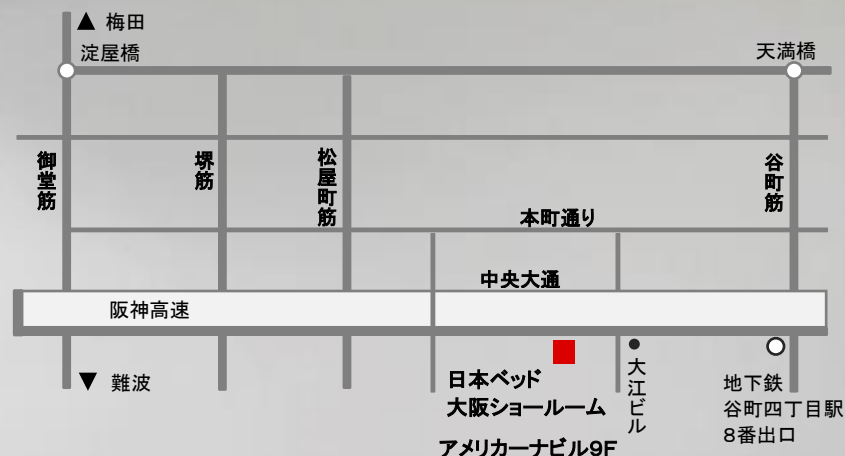 ▲ 梅田
淀屋橋
天満橋
御堂筋
堺筋
松屋町筋
谷町筋
本町通り
中央大通
阪神高速
▼ 難波
日本ベッド
大阪ショールーム
アメリカーナビル9F
大江ビル
地下鉄
谷町四丁目駅
8番出口